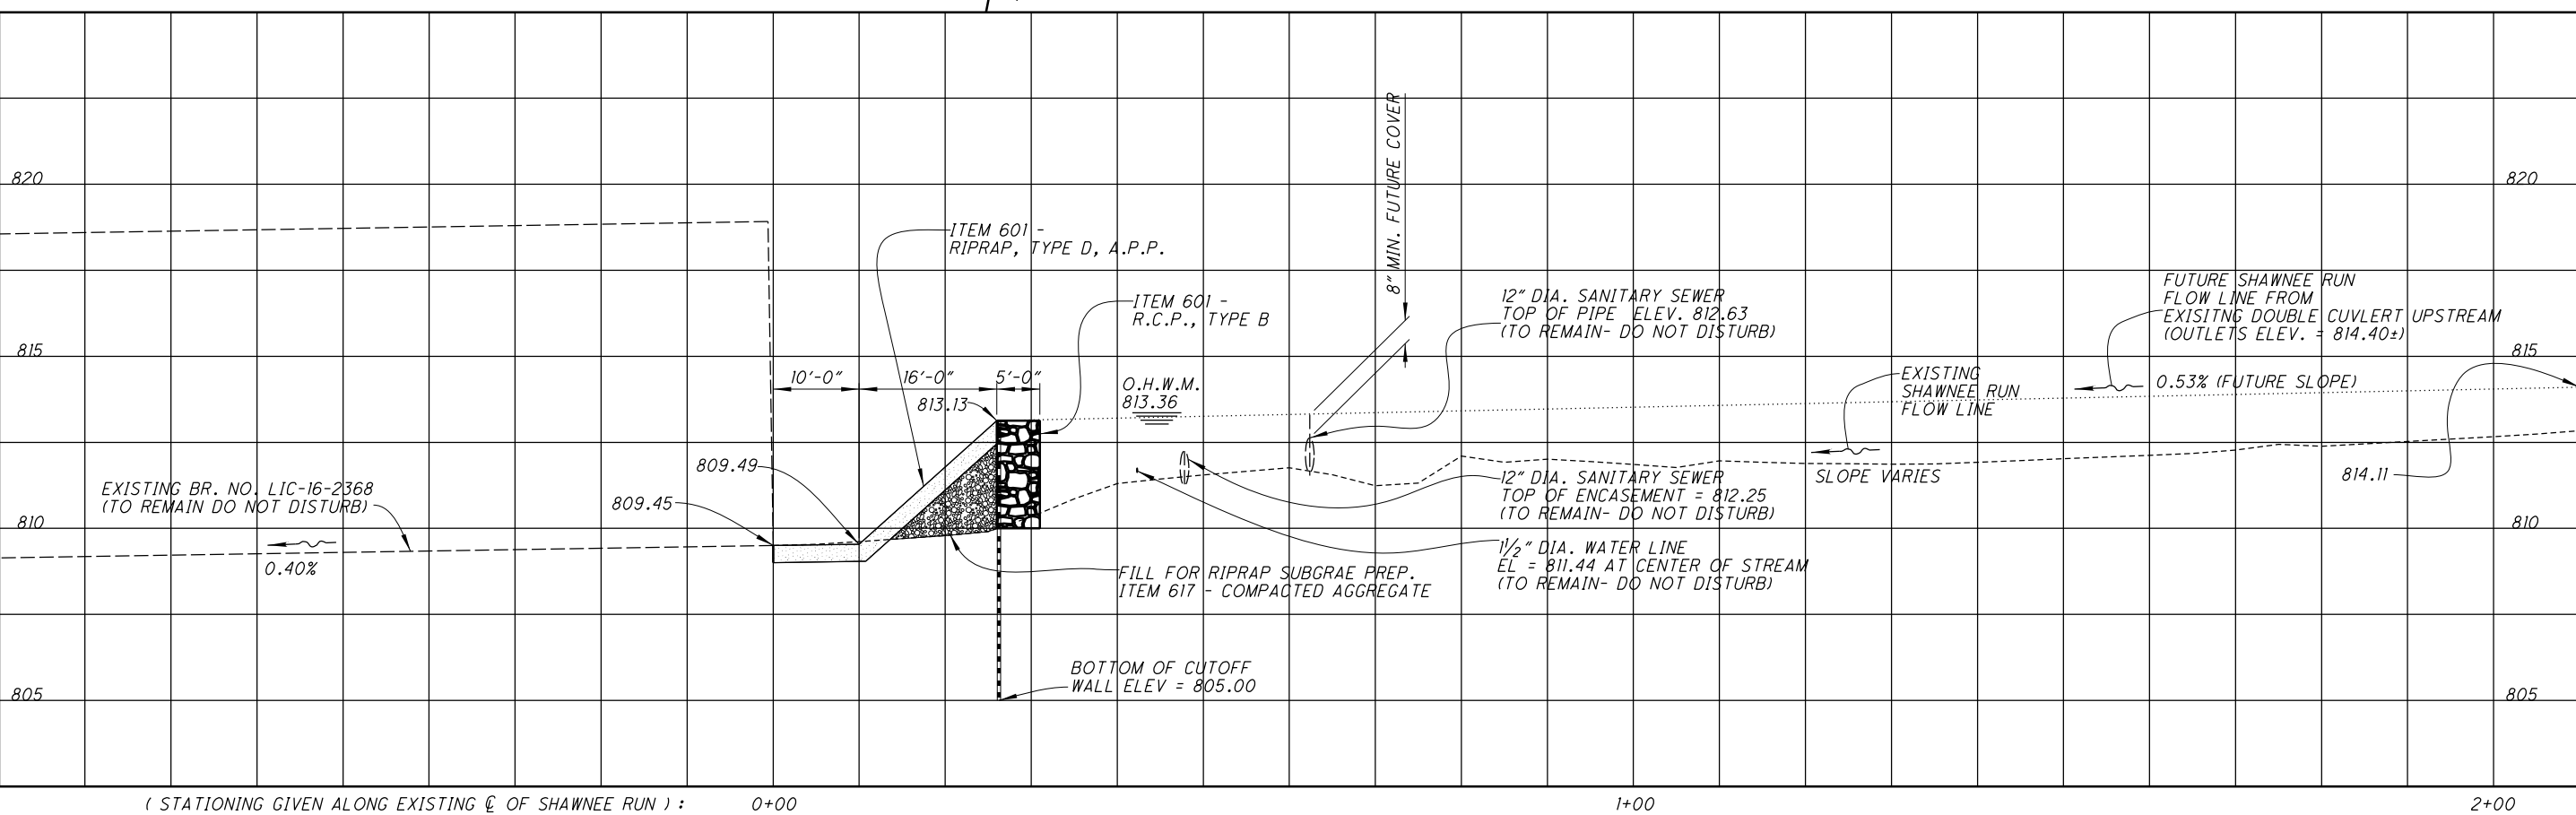 8" MIN. FUTURE COVER
820
820
ITEM 601 -
RIPRAP, TYPE D, A.P.P.
ITEM 601 -
R.C.P., TYPE B
12" DIA. SANITARY SEWER
TOP OF PIPE ELEV. 812.63
(TO REMAIN- DO NOT DISTURB)
FUTURE SHAWNEE RUN
FLOW LINE FROM
EXISITNG DOUBLE CUVLERT UPSTREAM
(OUTLETS ELEV. = 814.40±)
815
815
10'-0"
16'-0"
5'-0"
O.H.W.M.
813.36
813.13
EXISTING
SHAWNEE RUN
FLOW LINE
0.53% (FUTURE SLOPE)
809.49
809.45
EXISTING BR. NO. LIC-16-2368
(TO REMAIN DO NOT DISTURB)
12" DIA. SANITARY SEWER
TOP OF ENCASEMENT = 812.25
(TO REMAIN- DO NOT DISTURB)
SLOPE VARIES
814.11
810
810
0.40%
1 1/2" DIA. WATER LINE
EL = 811.44 AT CENTER OF STREAM
(TO REMAIN- DO NOT DISTURB)
FILL FOR RIPRAP SUBGRAE PREP.
ITEM 617 - COMPACTED AGGREGATE
BOTTOM OF CUTOFF
WALL ELEV = 805.00
805
805
( STATIONING GIVEN ALONG EXISTING ℄ OF SHAWNEE RUN ) :
0+00
1+00
2+00